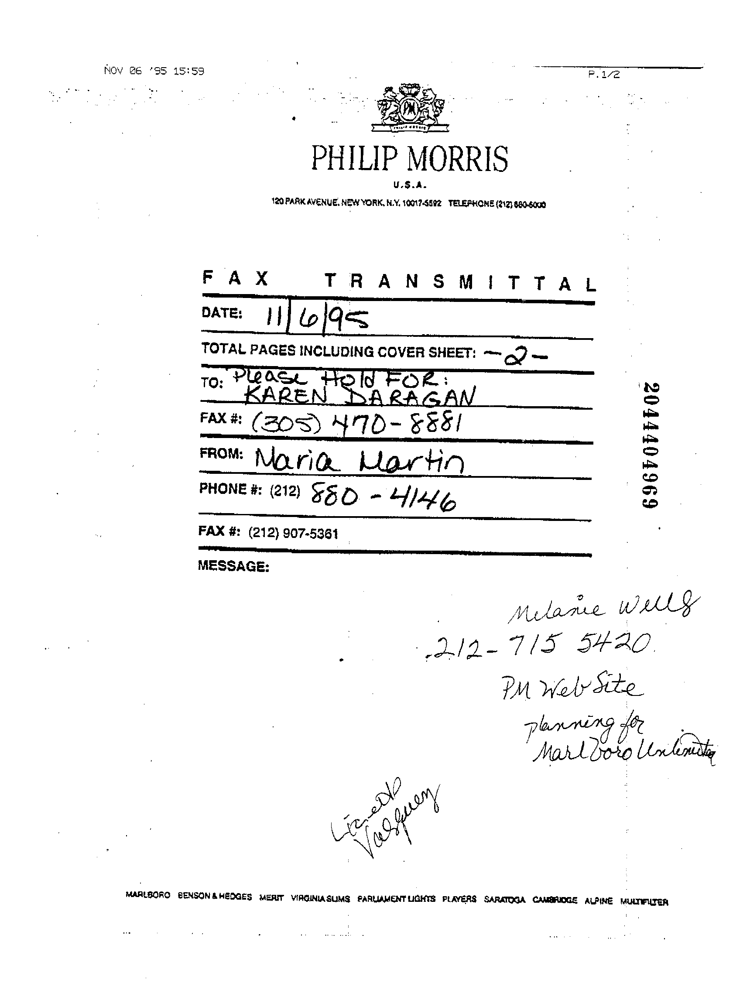 NOV 06 '95 15:59
P.1/2
PM
PHILIP MORRIS
U.S.A.
120 PARK AVENUE, NEW YORK, N.Y. 10017-5592 TELEPHONE (212) 880-5000
FAX TRANSMITTAL
DATE: 11/6/95
TOTAL PAGES INCLUDING COVER SHEET: -2-
TO: Please Hold FOR:
KAREN DARAGAN
FAX #: (305) 470-8881
FROM: Maria Martin
PHONE #: (212) 880-4146
FAX #: (212) 907-5361
MESSAGE:
2044404969
Melanie Wells
212-715 5420
PM Web Site
planning for
Marlboro Unlimited
Vasquez
MARLBORO BENSON & HEDGES MERIT VIRGINIA SLIMS PARLIAMENT LIGHTS PLAYERS SARATOGA CAMBRIDGE ALPINE MULTIFILTER